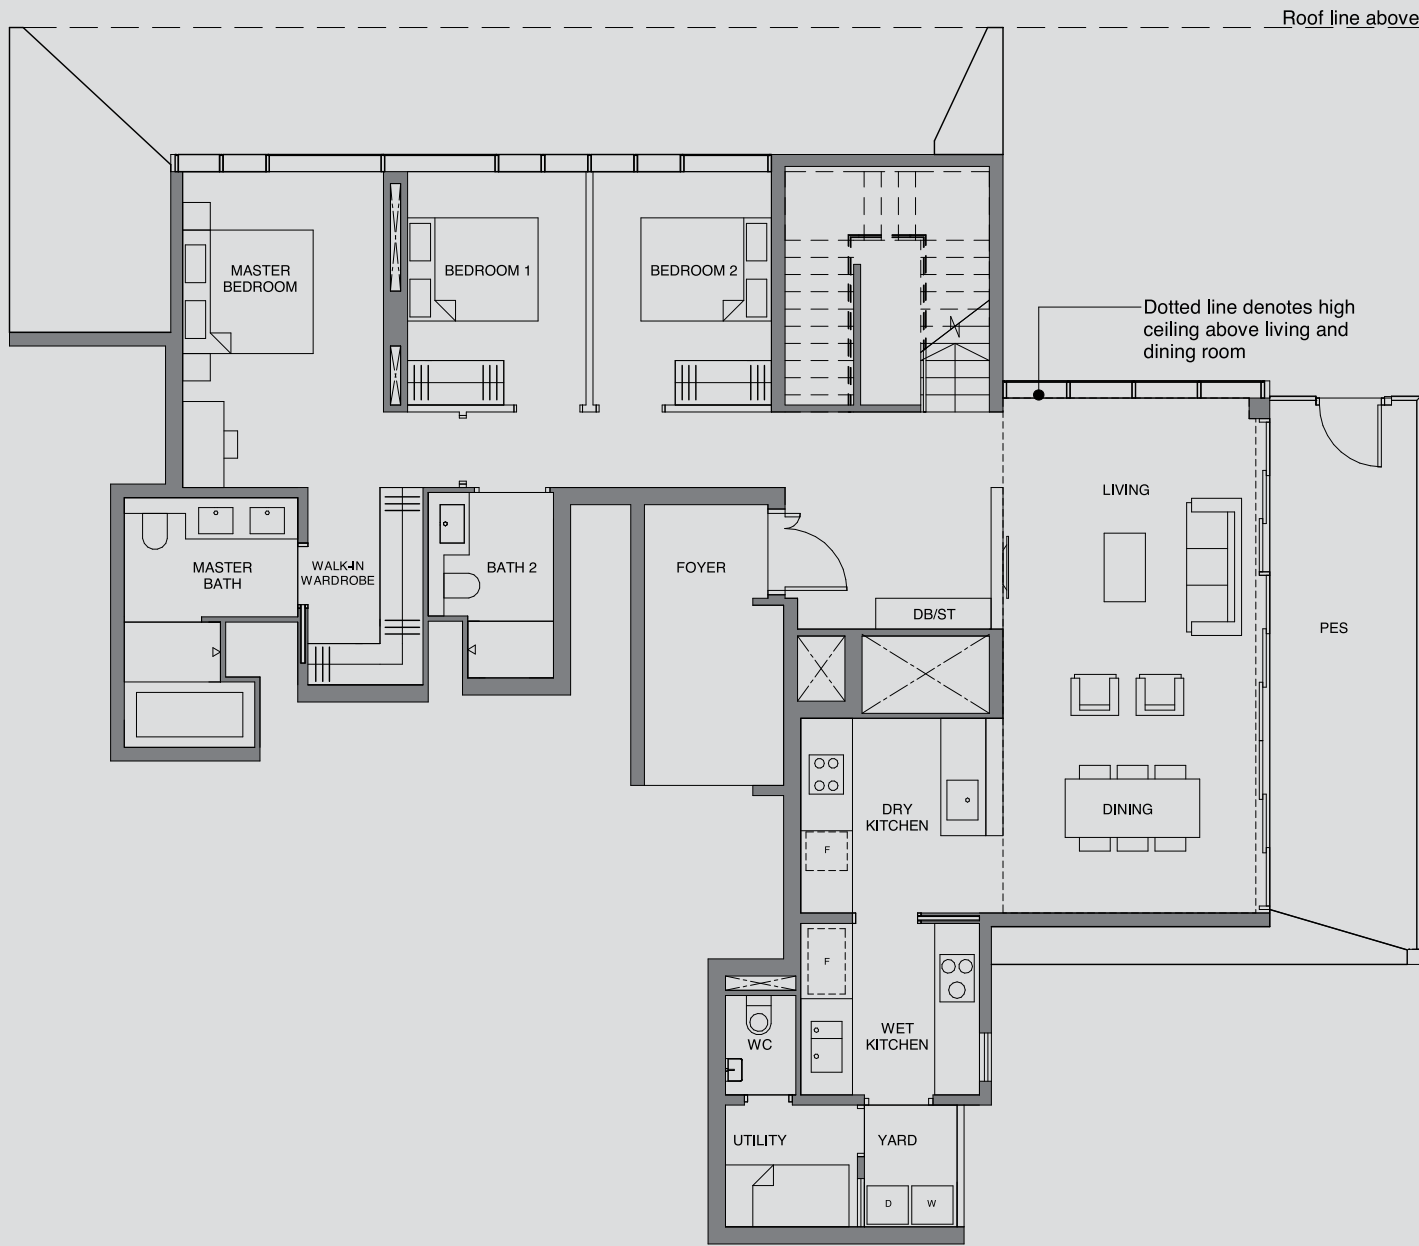 Roof line above
MASTER
BEDROOM
BEDROOM 1
BEDROOM 2
Dotted line denotes high
ceiling above living and
dining room
LIVING
MASTER
BATH
WALK-IN
WARDROBE
BATH 2
FOYER
DB/ST
PES
DRY
KITCHEN
DINING
F
F
WET
KITCHEN
WC
UTILITY
YARD
D
W